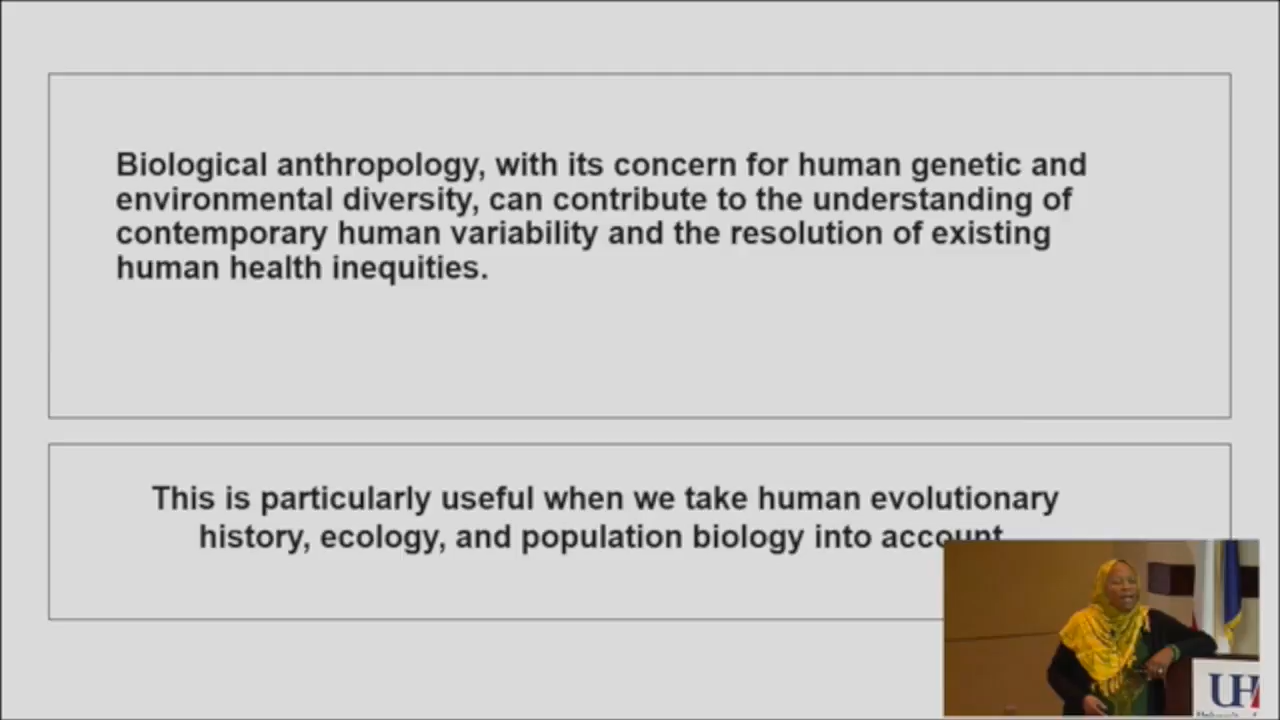 Biological anthropology, with its concern for human genetic and
environmental diversity, can contribute to the understanding of
contemporary human variability and the resolution of existing
human health inequities.
This is particularly useful when we take human evolutionary
history, ecology, and population biology into account
UH